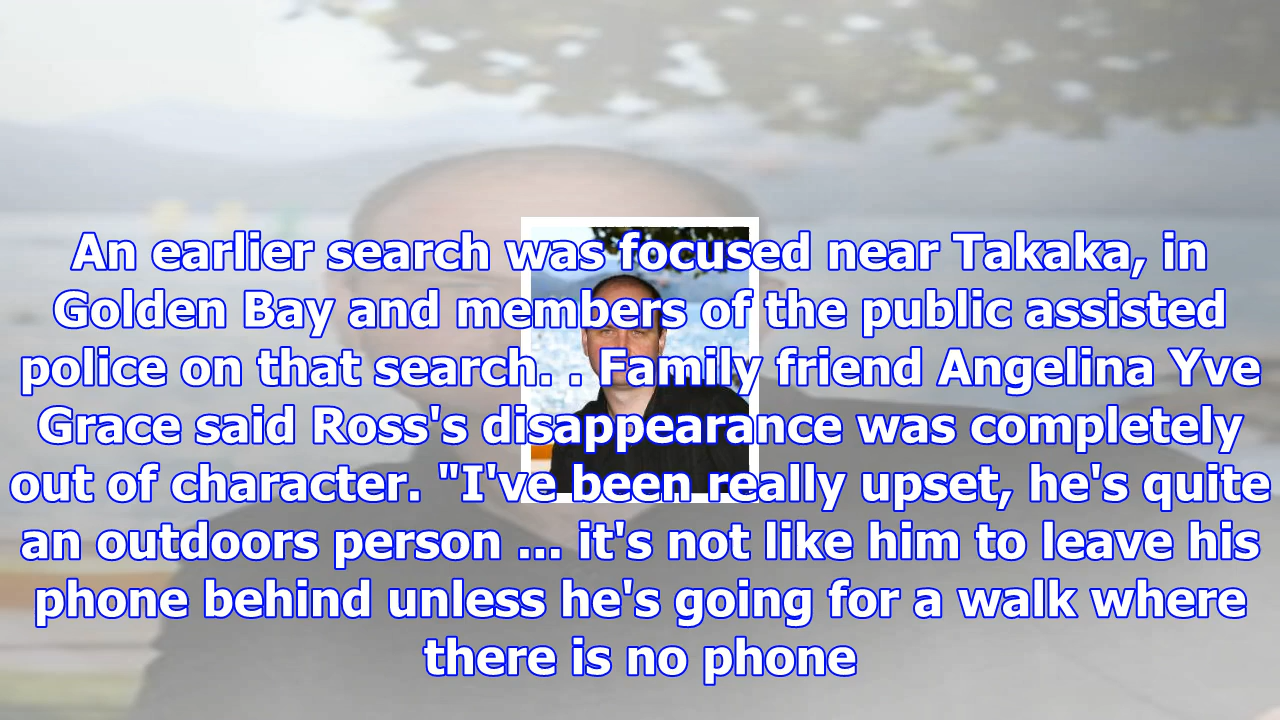 An earlier search was focused near Takaka, in
Golden Bay and members of the public assisted
police on that search. . Family friend Angelina Yve
Grace said Ross's disappearance was completely
out of character. "I've been really upset, he's quite
an outdoors person ... it's not like him to leave his
phone behind unless he's going for a walk where
there is no phone